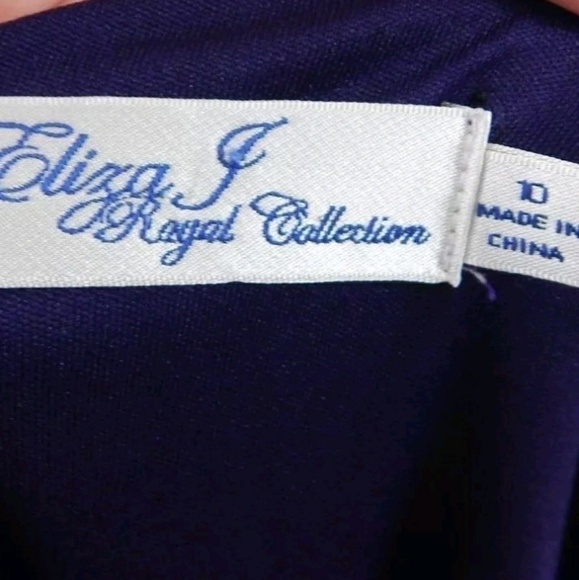 Eliza J
Royal Collection
10
MADE IN
CHINA